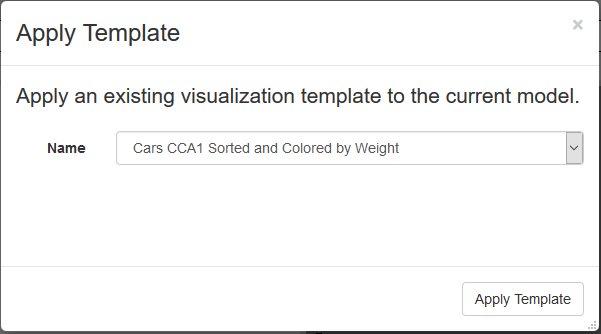 Apply Template
×
Apply an existing visualization template to the current model.
Name
Cars CCA1 Sorted and Colored by Weight
Apply Template